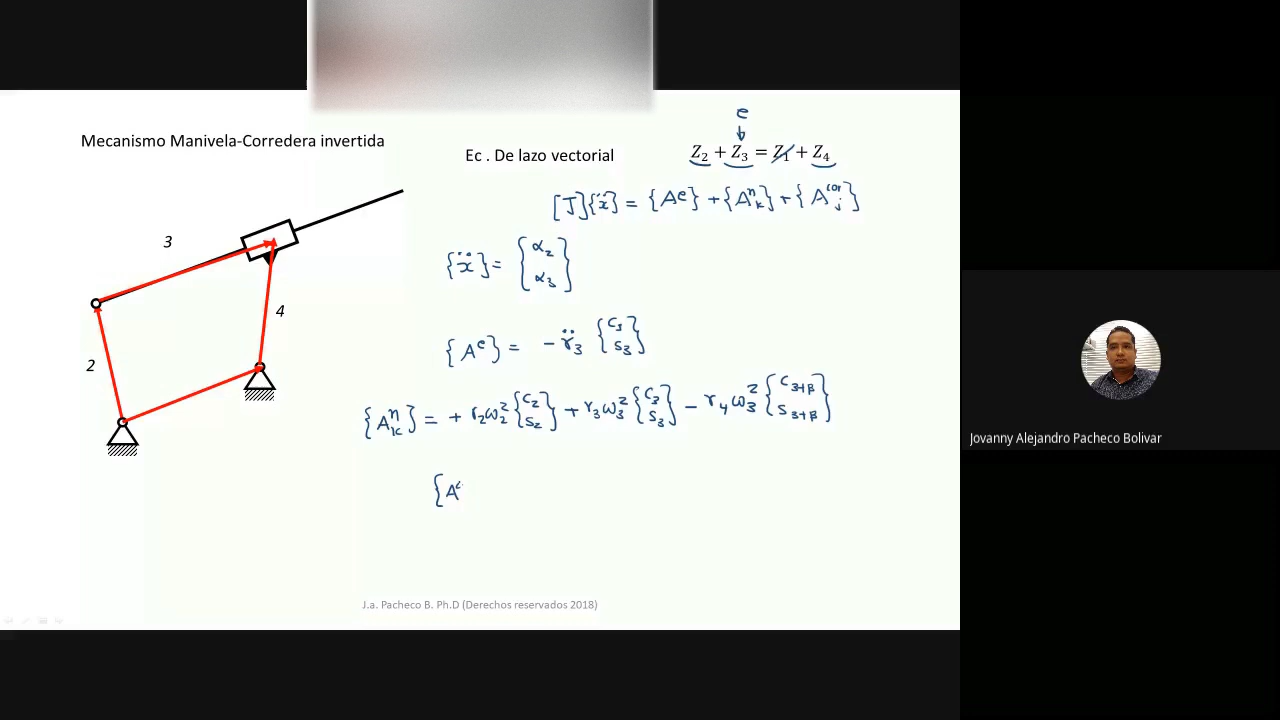 Mecanismo Manivela-Corredera invertida
e
↓
Ec . De lazo vectorial Z₂ + Z₃ = Z₁ + Z₄
[J]{ẍ} = {Aᵉ} + {Aⁿₖ} + {Aᶜᵒʳⱼ}
{ẍ} = {α₂ α₃}
{Aᵉ} = - r̈₃ {C₃ S₃}
{Aⁿₖ} = + r₂ω₂² {C₂ S₂} + r₃ω₃² {C₃ S₃} - r₄ω₃² {C₃₊β S₃₊β}
{Aᶜ
3
4
2
J.a. Pacheco B. Ph.D (Derechos reservados 2018)
Jovanny Alejandro Pacheco Bolivar